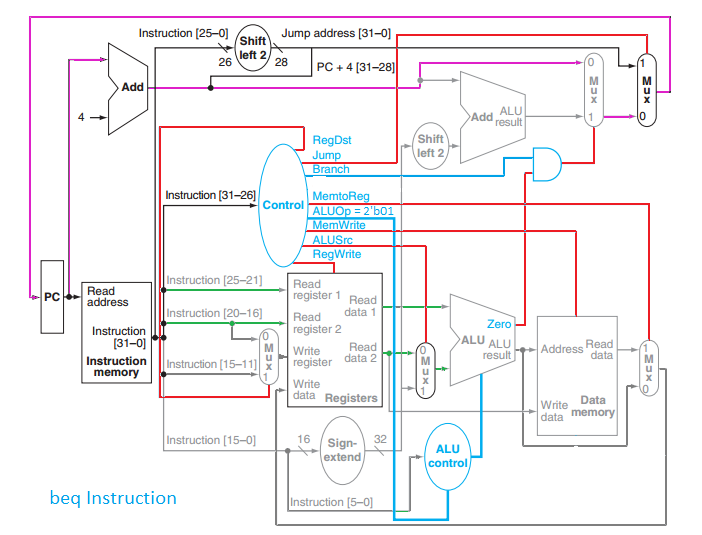 Instruction [25–0]
Shift
left 2
Jump address [31–0]
26
28
PC + 4 [31–28]
Add
4
0
M
u
x
1
1
M
u
x
0
Add
ALU
result
Shift
left 2
RegDst
Jump
Branch
MemtoReg
ALUOp = 2'b01
MemWrite
ALUSrc
RegWrite
Control
Instruction [31–26]
PC
Read
address
Instruction
[31–0]
Instruction
memory
Instruction [25–21]
Instruction [20–16]
Instruction [15–11]
0
M
u
x
1
Read
register 1
Read
register 2
Write
register
Write
data
Read
data 1
Read
data 2
Registers
0
M
u
x
1
Zero
ALU
ALU
result
Address
Read
data
Write
data
Data
memory
1
M
u
x
0
Instruction [15–0]
16
Sign-
extend
32
ALU
control
Instruction [5–0]
beq Instruction